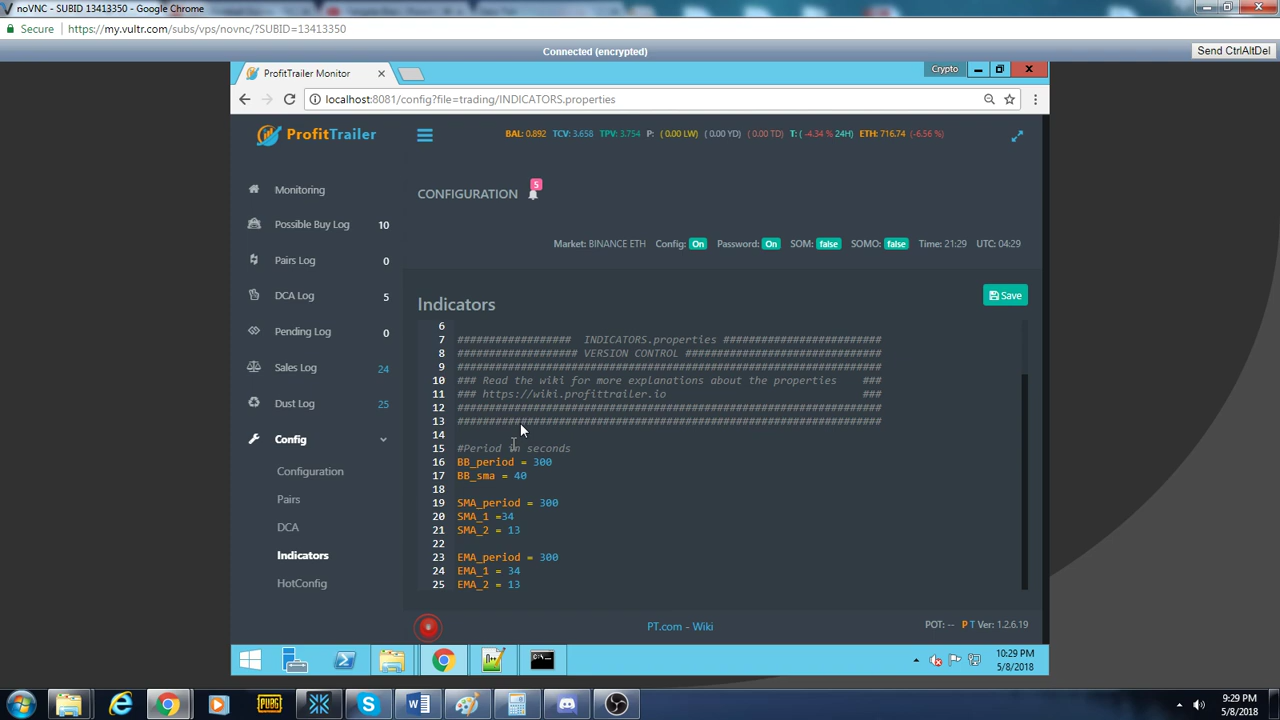 noVNC - SUBID 13413350 - Google Chrome
Secure https://my.vultr.com/subs/vps/novnc/?SUBID=13413350
Connected (encrypted)
Send CtrlAltDel
ProfitTrailer Monitor
Crypto
localhost:8081/config?file=trading/INDICATORS.properties
ProfitTrailer
BAL: 0.892 TCV: 3.658 TPV: 3.754 P: ( 0.00 LW) ( 0.00 YD) ( 0.00 TD) T: ( -4.34 % 24H) ETH: 716.74 (-6.56 %)
Monitoring
Possible Buy Log 10
Pairs Log 0
DCA Log 5
Pending Log 0
Sales Log 24
Dust Log 25
Config
Configuration
Pairs
DCA
Indicators
HotConfig
CONFIGURATION 5
Market: BINANCE ETH Config: On Password: On SOM: false SOMO: false Time: 21:29 UTC: 04:29
Indicators
Save
6
7 ################## INDICATORS.properties #########################
8 ################### VERSION CONTROL ###############################
9 ###################################################################
10 ### Read the wiki for more explanations about the properties ###
11 ### https://wiki.profittrailer.io ###
12 ###################################################################
13 ###################################################################
14
15 #Period in seconds
16 BB_period = 300
17 BB_sma = 40
18
19 SMA_period = 300
20 SMA_1 =34
21 SMA_2 = 13
22
23 EMA_period = 300
24 EMA_1 = 34
25 EMA_2 = 13
PT.com - Wiki
POT: -- P T Ver: 1.2.6.19
10:29 PM
5/8/2018
9:29 PM
5/8/2018